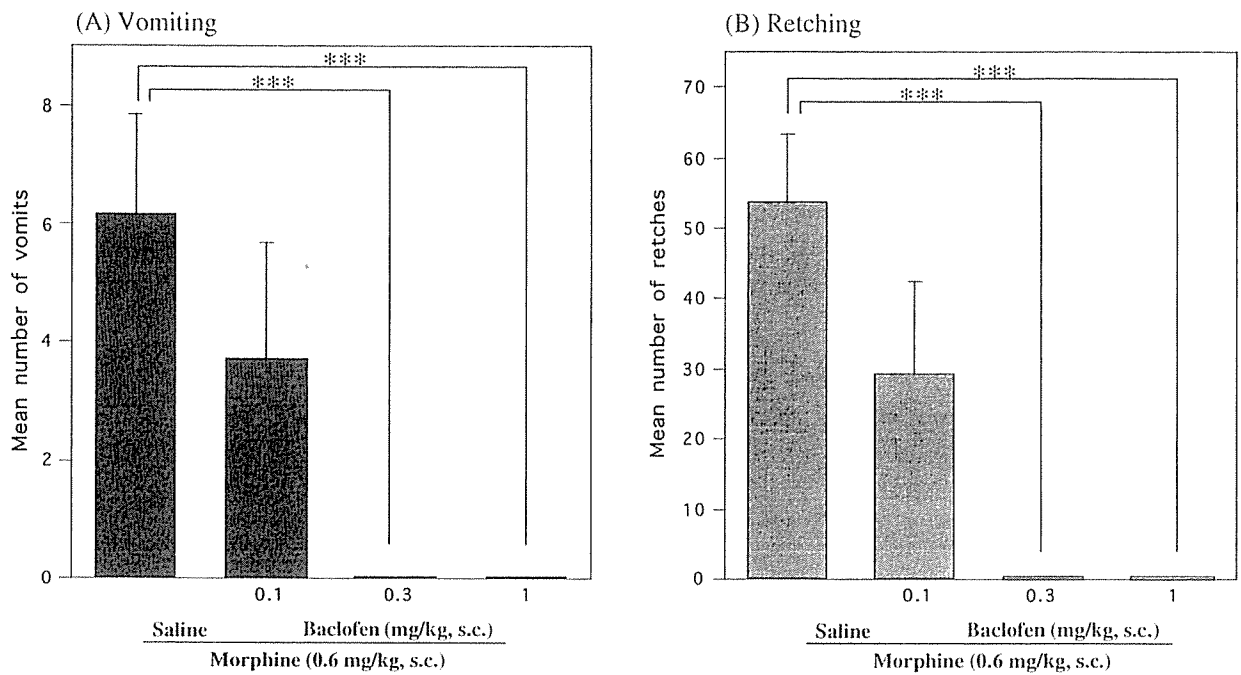 (A) Vomiting
***
***
8
6
4
2
0
Mean number of vomits
0.1 0.3 1
Saline Baclofen (mg/kg, s.c.)
Morphine (0.6 mg/kg, s.c.)
(B) Retching
***
***
70
60
50
40
30
20
10
0
Mean number of retches
0.1 0.3 1
Saline Baclofen (mg/kg, s.c.)
Morphine (0.6 mg/kg, s.c.)